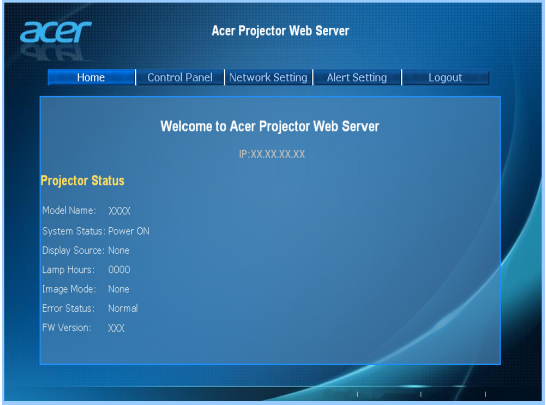 acer
Acer Projector Web Server
Home Control Panel Network Setting Alert Setting Logout
Welcome to Acer Projector Web Server
IP:XX.XX.XX.XX
Projector Status
Model Name: XXXX
System Status: Power ON
Display Source: None
Lamp Hours: 0000
Image Mode: None
Error Status: Normal
FW Version: XXX